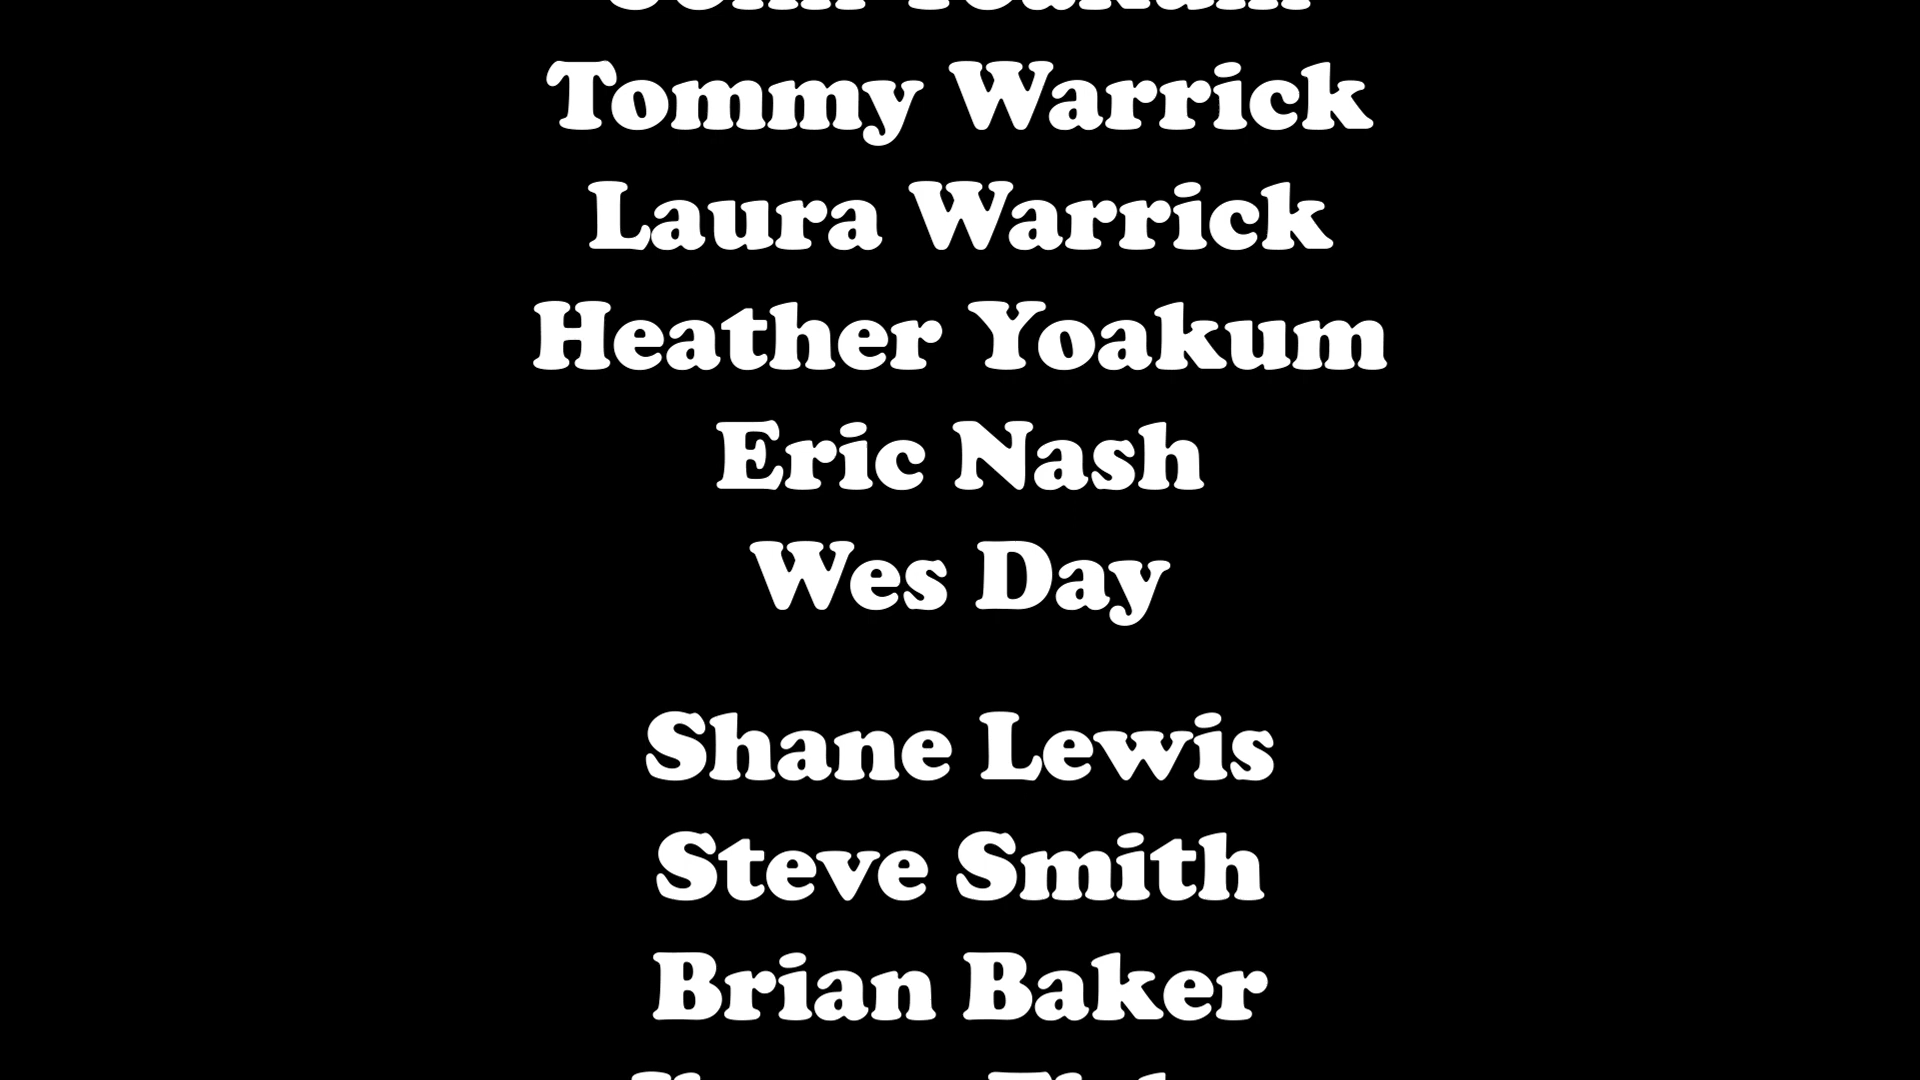 Tommy Warrick
Laura Warrick
Heather Yoakum
Eric Nash
Wes Day
Shane Lewis
Steve Smith
Brian Baker